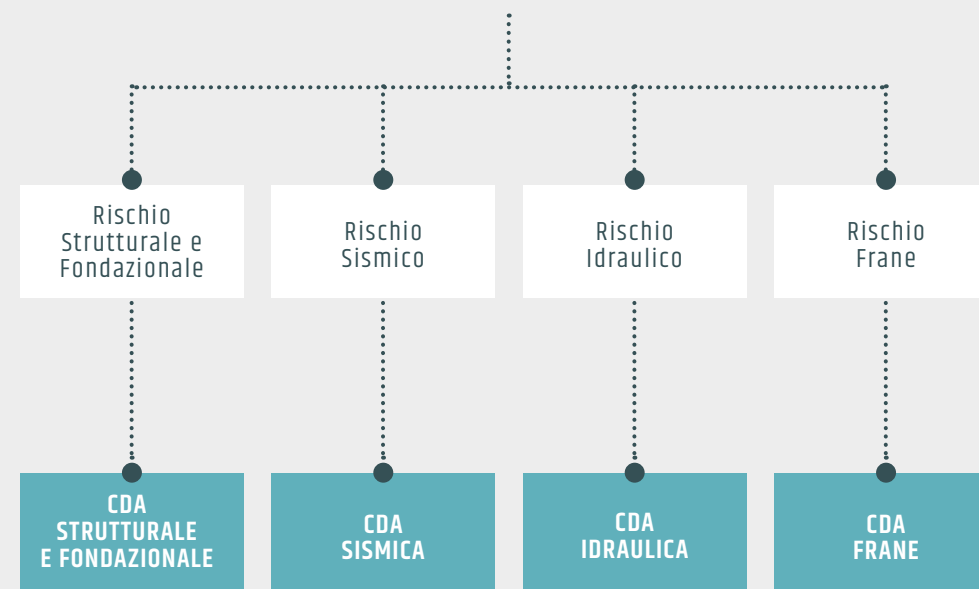 Rischio
Strutturale e
Fondazionale
Rischio
Sismico
Rischio
Idraulico
Rischio
Frane
CDA
STRUTTURALE
E FONDAZIONALE
CDA
SISMICA
CDA
IDRAULICA
CDA
FRANE